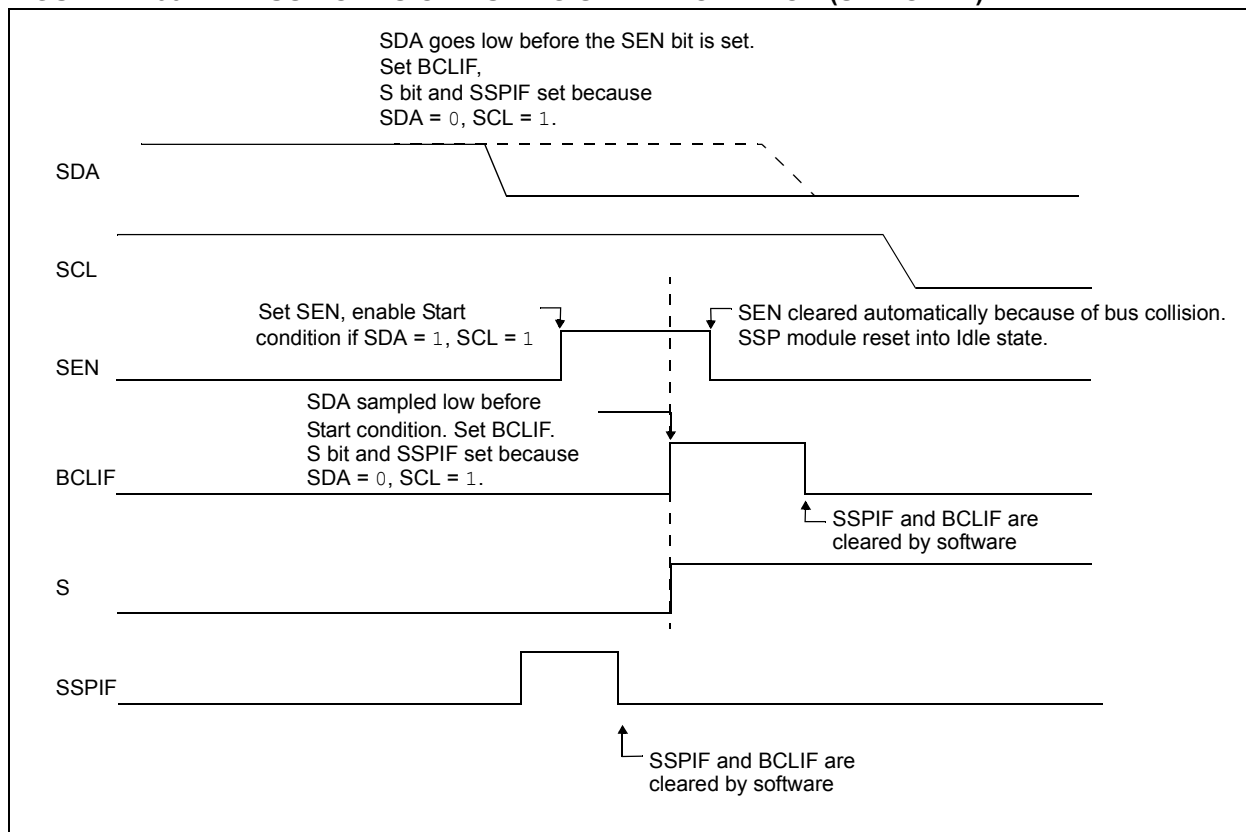 SDA goes low before the SEN bit is set.
Set BCLIF,
S bit and SSPIF set because
SDA = 0, SCL = 1.
SDA
SCL
Set SEN, enable Start
condition if SDA = 1, SCL = 1
SEN cleared automatically because of bus collision.
SSP module reset into Idle state.
SEN
SDA sampled low before
Start condition. Set BCLIF.
S bit and SSPIF set because
SDA = 0, SCL = 1.
BCLIF
SSPIF and BCLIF are
cleared by software
S
SSPIF
SSPIF and BCLIF are
cleared by software